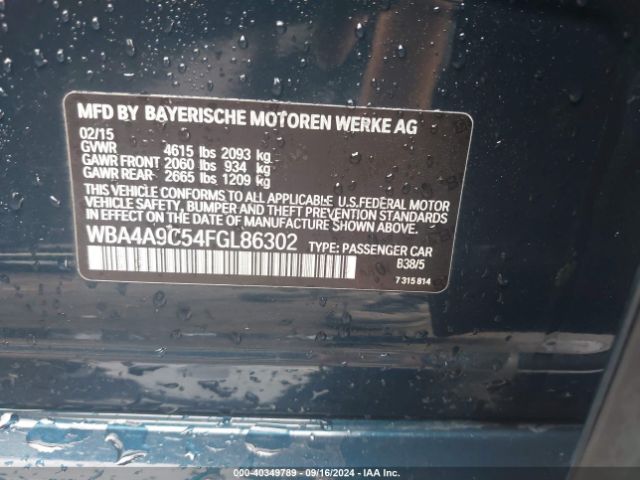 MFD BY BAYERISCHE MOTOREN WERKE AG
02/15
GVWR 4615 lbs 2093 kg
GAWR FRONT 2060 lbs 934 kg
GAWR REAR 2665 lbs 1209 kg
THIS VEHICLE CONFORMS TO ALL APPLICABLE U.S.FEDERAL MOTOR
VEHICLE SAFETY, BUMPER AND THEFT PREVENTION STANDARDS
IN EFFECT ON THE DATE OF MANUFACTURE SHOWN ABOVE.
WBA4A9C54FGL86302 TYPE: PASSENGER CAR
B38/5
7 315 814
000-40349789 - 09/16/2024 - IAA Inc.